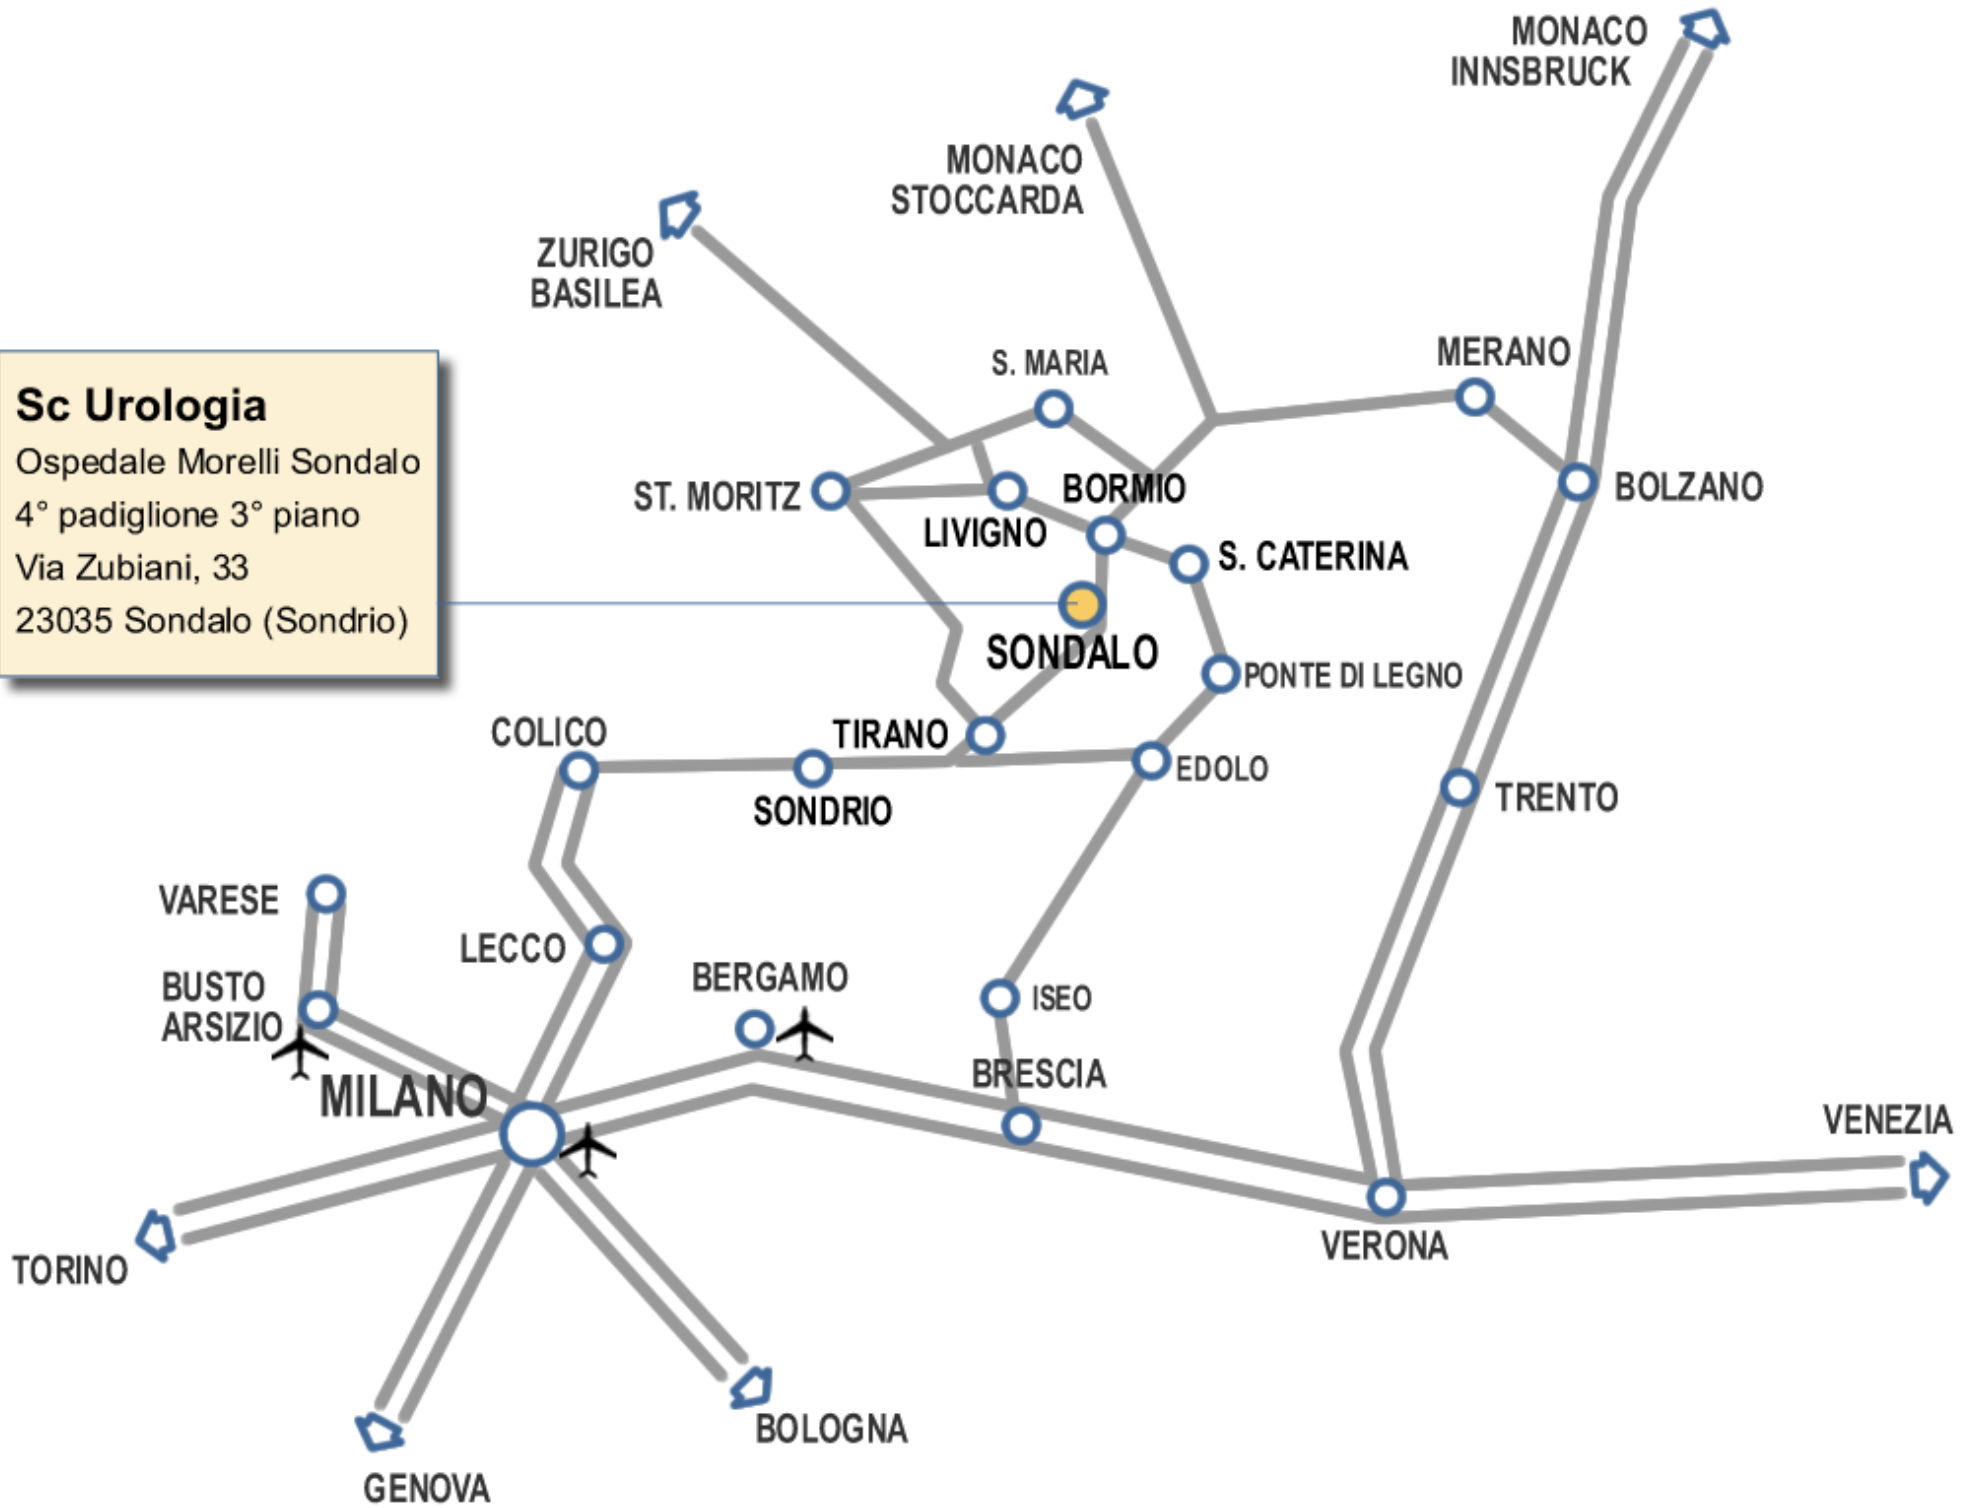 MONACO
INNSBRUCK
MONACO
STOCCARDA
ZURIGO
BASILEA
S. MARIA
MERANO
Sc Urologia
Ospedale Morelli Sondalo
4° padiglione 3° piano
Via Zubiani, 33
23035 Sondalo (Sondrio)
ST. MORITZ
BORMIO
BOLZANO
LIVIGNO
S. CATERINA
SONDALO
PONTE DI LEGNO
COLICO
TIRANO
EDOLO
SONDRIO
TRENTO
VARESE
LECCO
BERGAMO
BUSTO
ARSIZIO
ISEO
MILANO
BRESCIA
VENEZIA
VERONA
TORINO
BOLOGNA
GENOVA